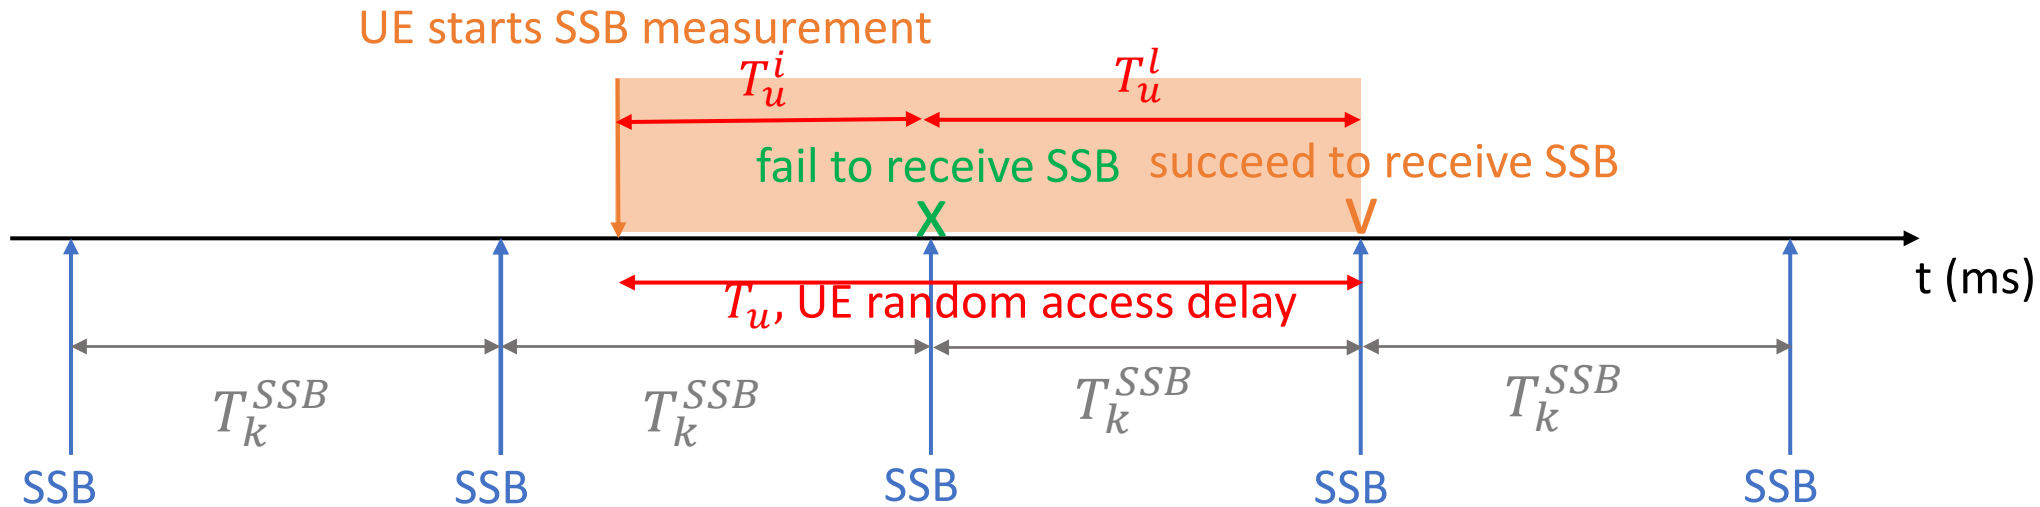 UE starts SSB measurement
T_u^i
T_u^l
fail to receive SSB
succeed to receive SSB
X
V
t (ms)
T_u, UE random access delay
T_k^{SSB}
T_k^{SSB}
T_k^{SSB}
T_k^{SSB}
SSB
SSB
SSB
SSB
SSB